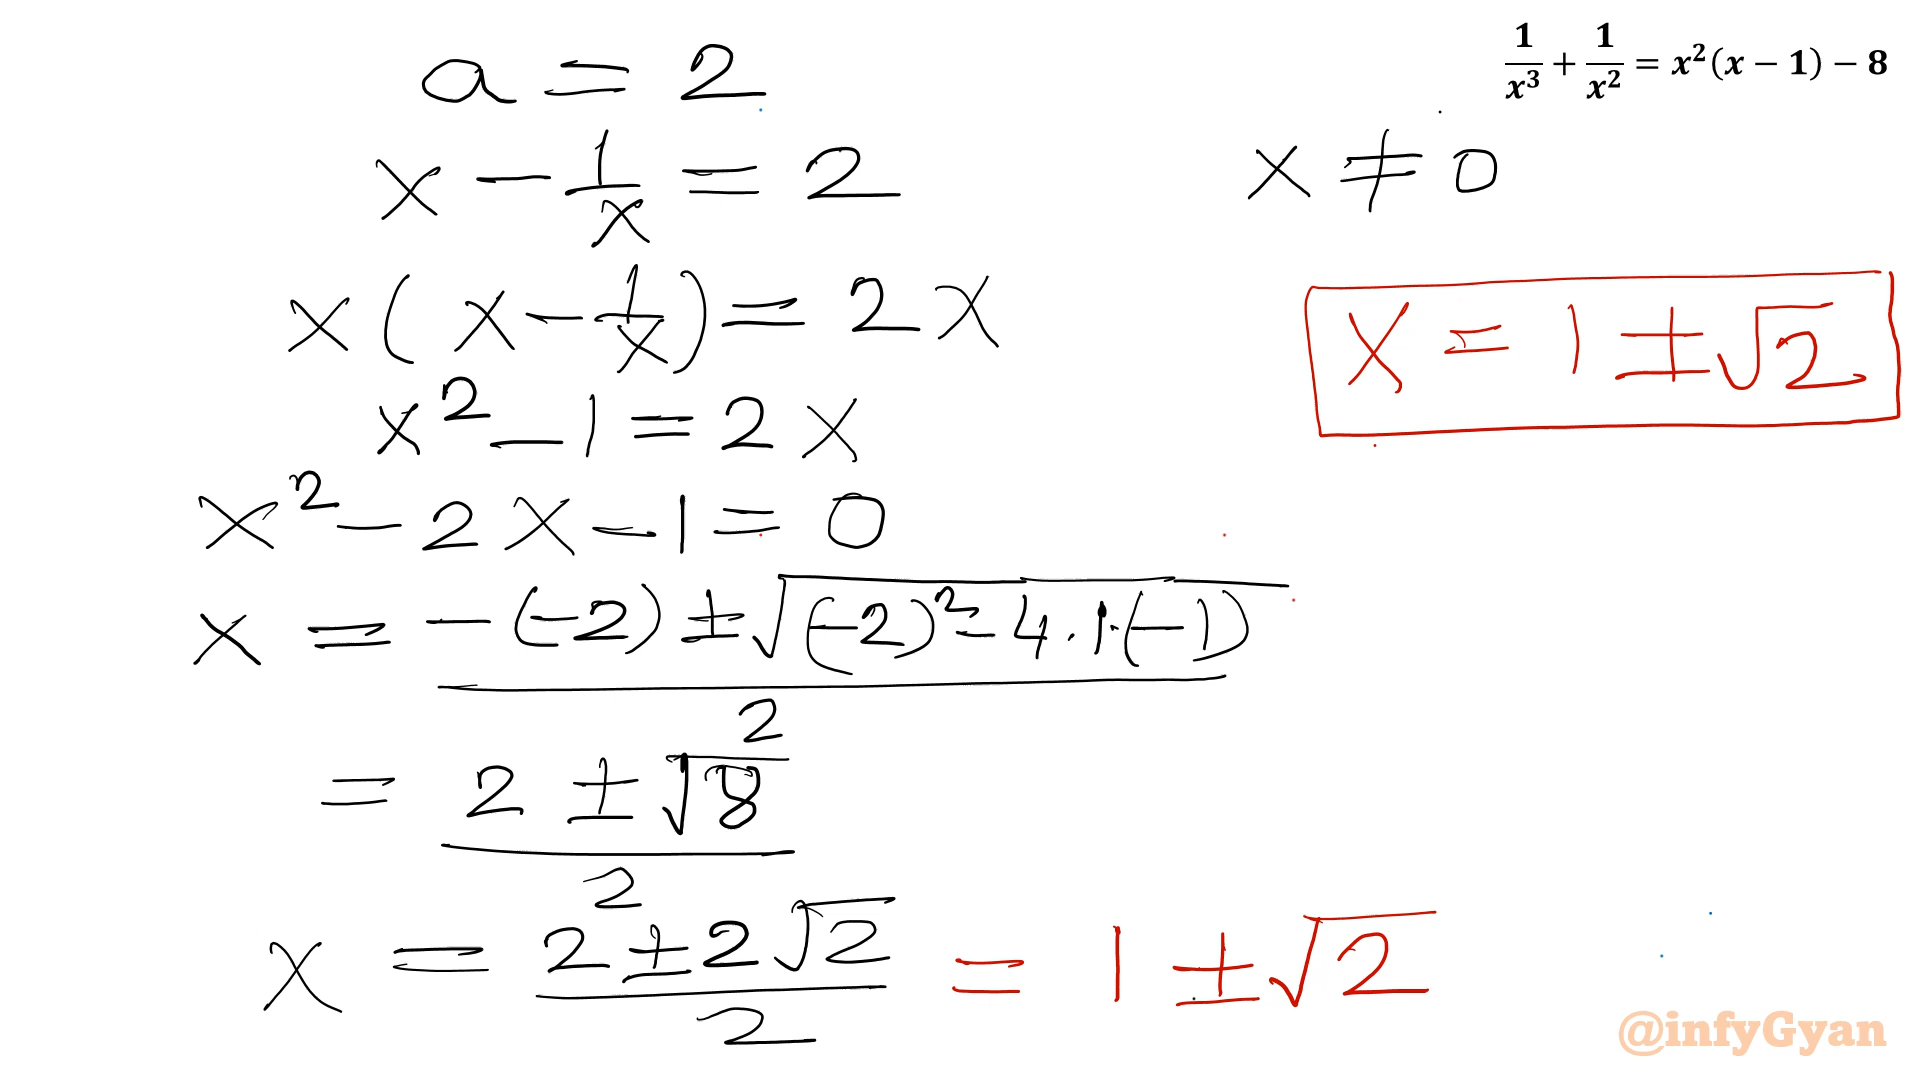 1/x³ + 1/x² = x²(x − 1) − 8
a = 2
x − 1/x = 2
x ≠ 0
x(x − 1/x) = 2x
x = 1 ± √2
x² − 1 = 2x
x² − 2x − 1 = 0
x = (−(−2) ± √((−2)² − 4.1.(−1)))/2
= (2 ± √8)/2
x = (2 ± 2√2)/2 = 1 ± √2
@infyGyan